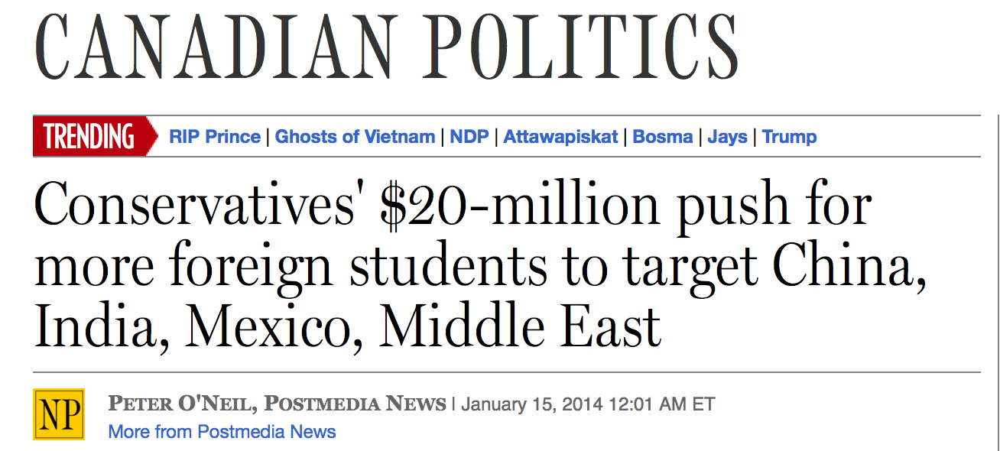 CANADIAN POLITICS
TRENDING RIP Prince | Ghosts of Vietnam | NDP | Attawapiskat | Bosma | Jays | Trump
Conservatives' $20-million push for
more foreign students to target China,
India, Mexico, Middle East
NP PETER O'NEIL, POSTMEDIA NEWS | January 15, 2014 12:01 AM ET
More from Postmedia News